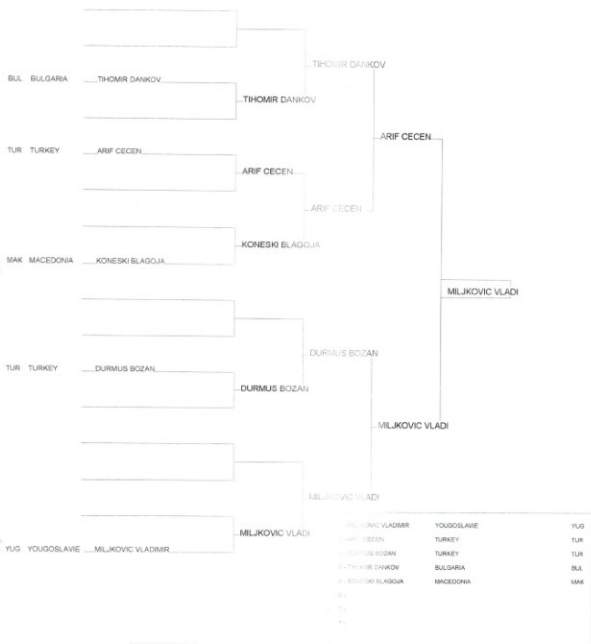 TIHOMIR DANKOV
BUL BULGARIA TIHOMIR DANKOV
TIHOMIR DANKOV
ARIF CECEN
TUR TURKEY ARIF CECEN
ARIF CECEN
ARIF CECEN
KONESKI BLAGOJA
MAK MACEDONIA KONESKI BLAGOJA
MILJKOVIC VLADI
DURMUS BOZAN
TUR TURKEY DURMUS BOZAN
DURMUS BOZAN
MILJKOVIC VLADI
MILJKOVIC VLADI
MILJKOVIC VLADI
YUG YOUGOSLAVIE MILJKOVIC VLADIMIR
VLADIMIR YOUGOSLAVIE YUG
CECEN TURKEY TUR
BOZAN TURKEY TUR
DANKOV BULGARIA BUL
BLAGOJA MACEDONIA MAK